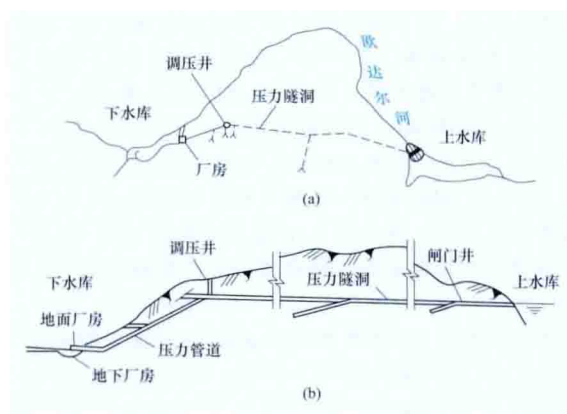 调压井
欧达尔河
压力隧洞
下水库
上水库
厂房
(a)
调压井
闸门井
下水库
压力隧洞
上水库
地面厂房
压力管道
地下厂房
(b)